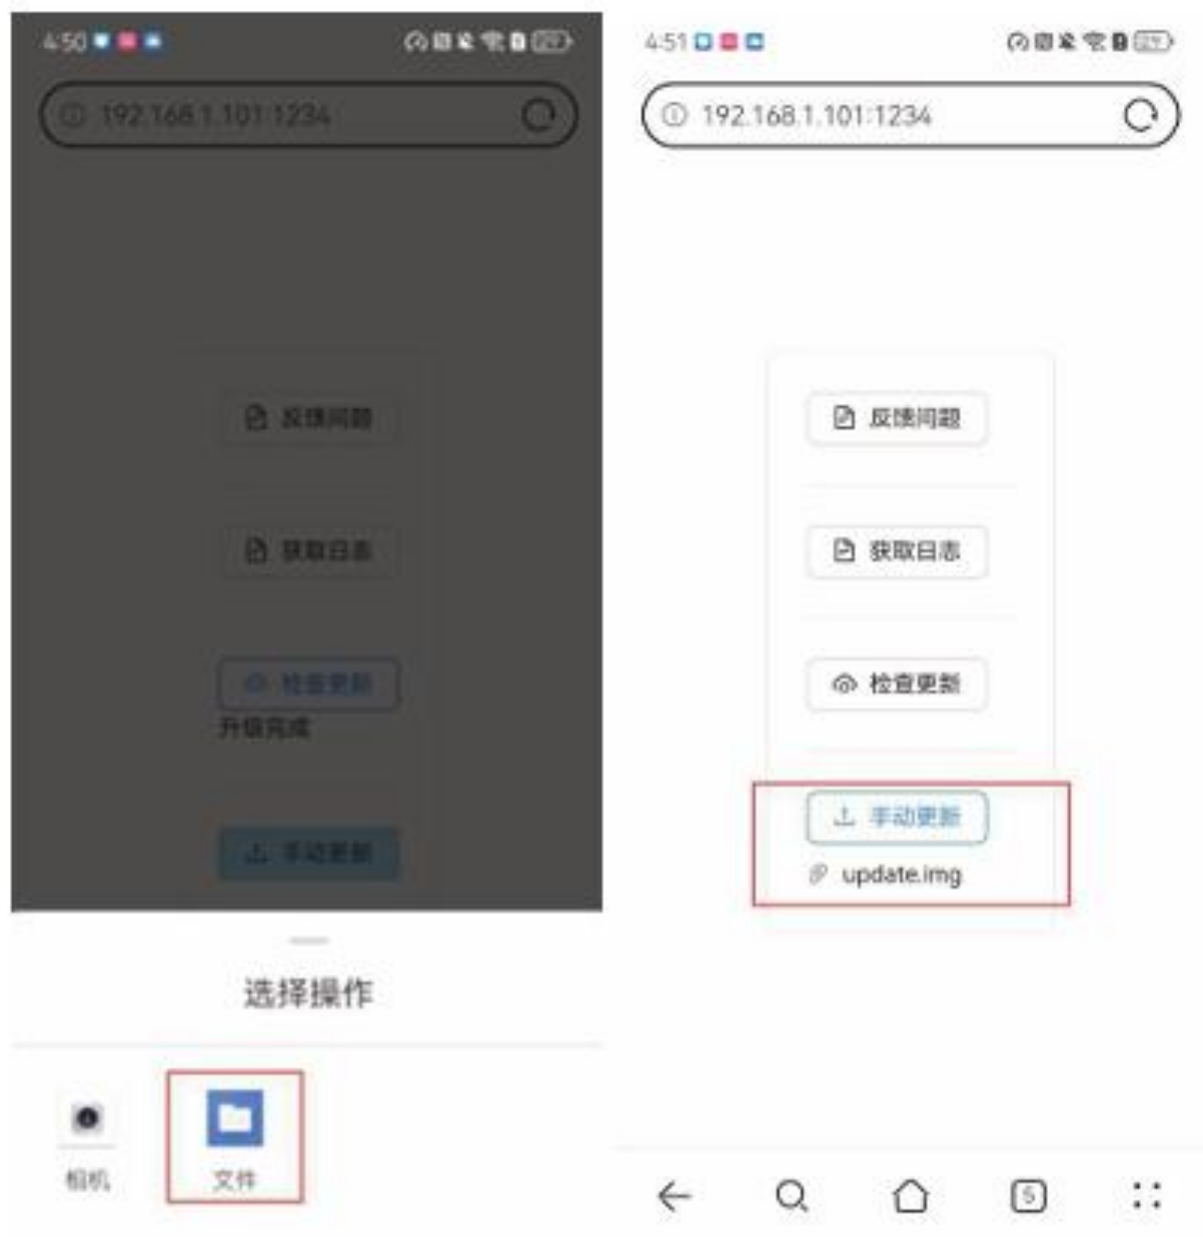 4:50
192.168.1.101:1234
反馈问题
获取日志
检查更新
升级完成
手动更新
选择操作
相机
文件
4:51
192.168.1.101:1234
反馈问题
获取日志
检查更新
手动更新
update.img
5